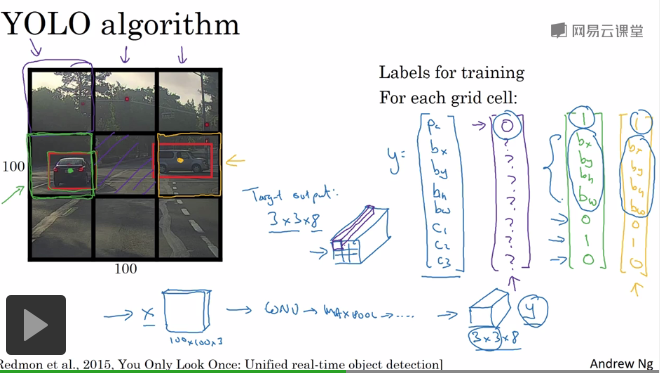 YOLO algorithm
网易云课堂
Labels for training
For each grid cell:
100
100
y =
Pc
bx
by
bh
bw
C1
C2
C3
0
?
?
?
?
?
?
?
1
bx
by
bh
bw
0
1
0
1
bx
by
bh
bw
0
1
0
Target output:
3 x 3 x 8
→ X → CONV → MAXPOOL → ..... → y
100x100x3
3 x 3 x 8
Redmon et al., 2015, You Only Look Once: Unified real-time object detection]
Andrew Ng